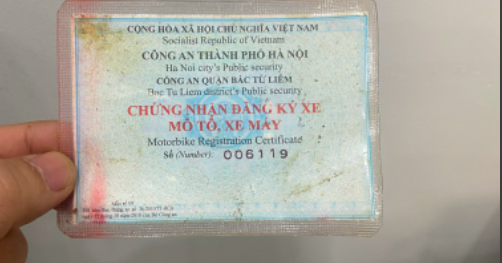 CỘNG HÒA XÃ HỘI CHỦ NGHĨA VIỆT NAM
Socialist Republic of Vietnam
CÔNG AN THÀNH PHỐ HÀ NỘI
Ha Noi city's Public security
CÔNG AN QUẬN BẮC TỪ LIÊM
Bac Tu Liem district's Public security
CHỨNG NHẬN ĐĂNG KÝ XE
MÔ TÔ, XE MÁY
Motorbike Registration Certificate
Số (Number): 006119